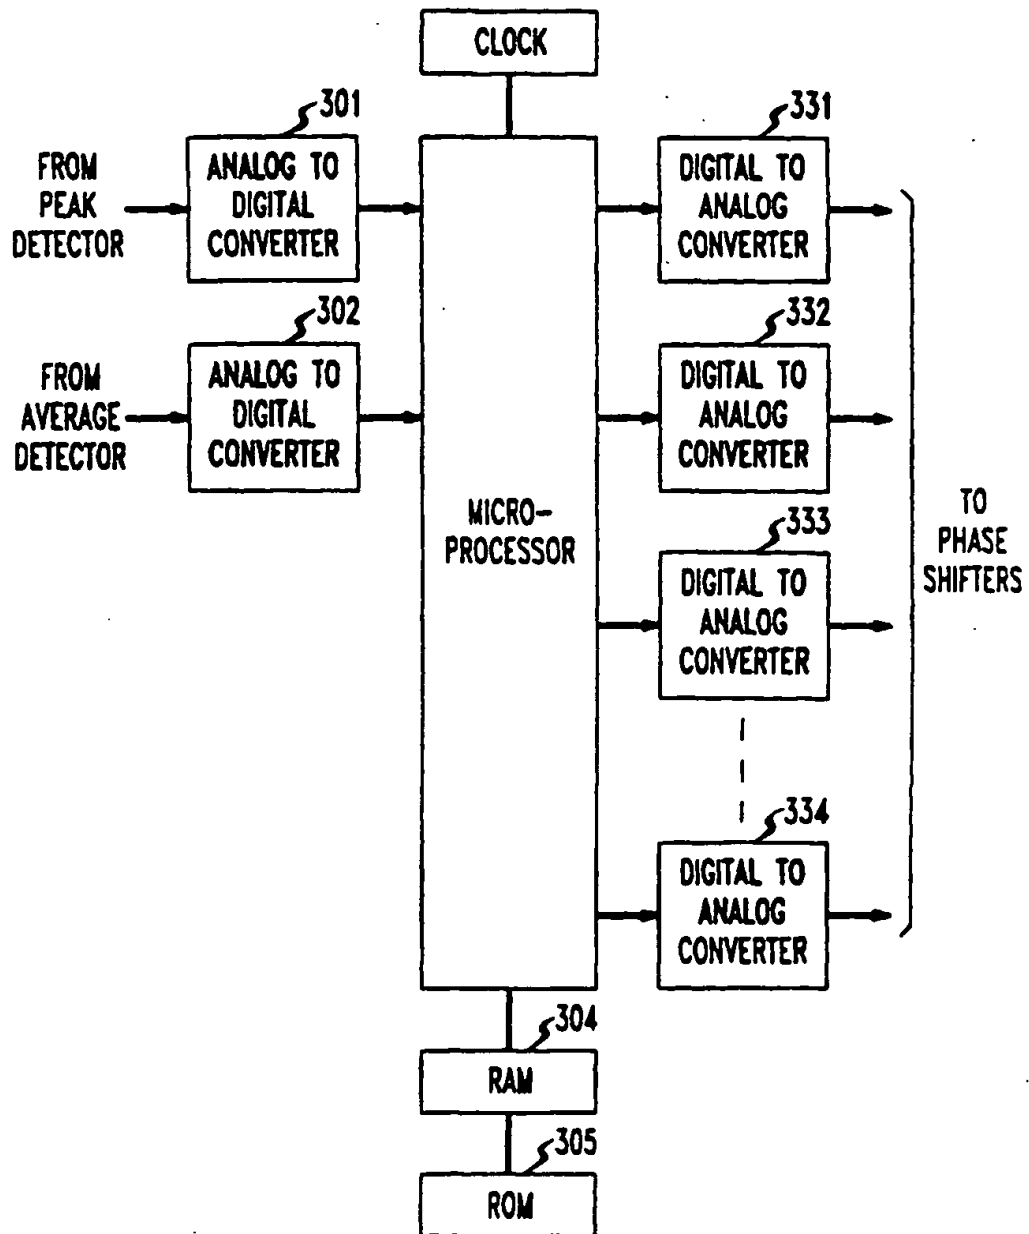 CLOCK
301
FROM
PEAK
DETECTOR
ANALOG TO
DIGITAL
CONVERTER
331
DIGITAL TO
ANALOG
CONVERTER
302
FROM
AVERAGE
DETECTOR
ANALOG TO
DIGITAL
CONVERTER
332
DIGITAL TO
ANALOG
CONVERTER
MICRO-
PROCESSOR
333
DIGITAL TO
ANALOG
CONVERTER
TO
PHASE
SHIFTERS
334
DIGITAL TO
ANALOG
CONVERTER
304
RAM
305
ROM